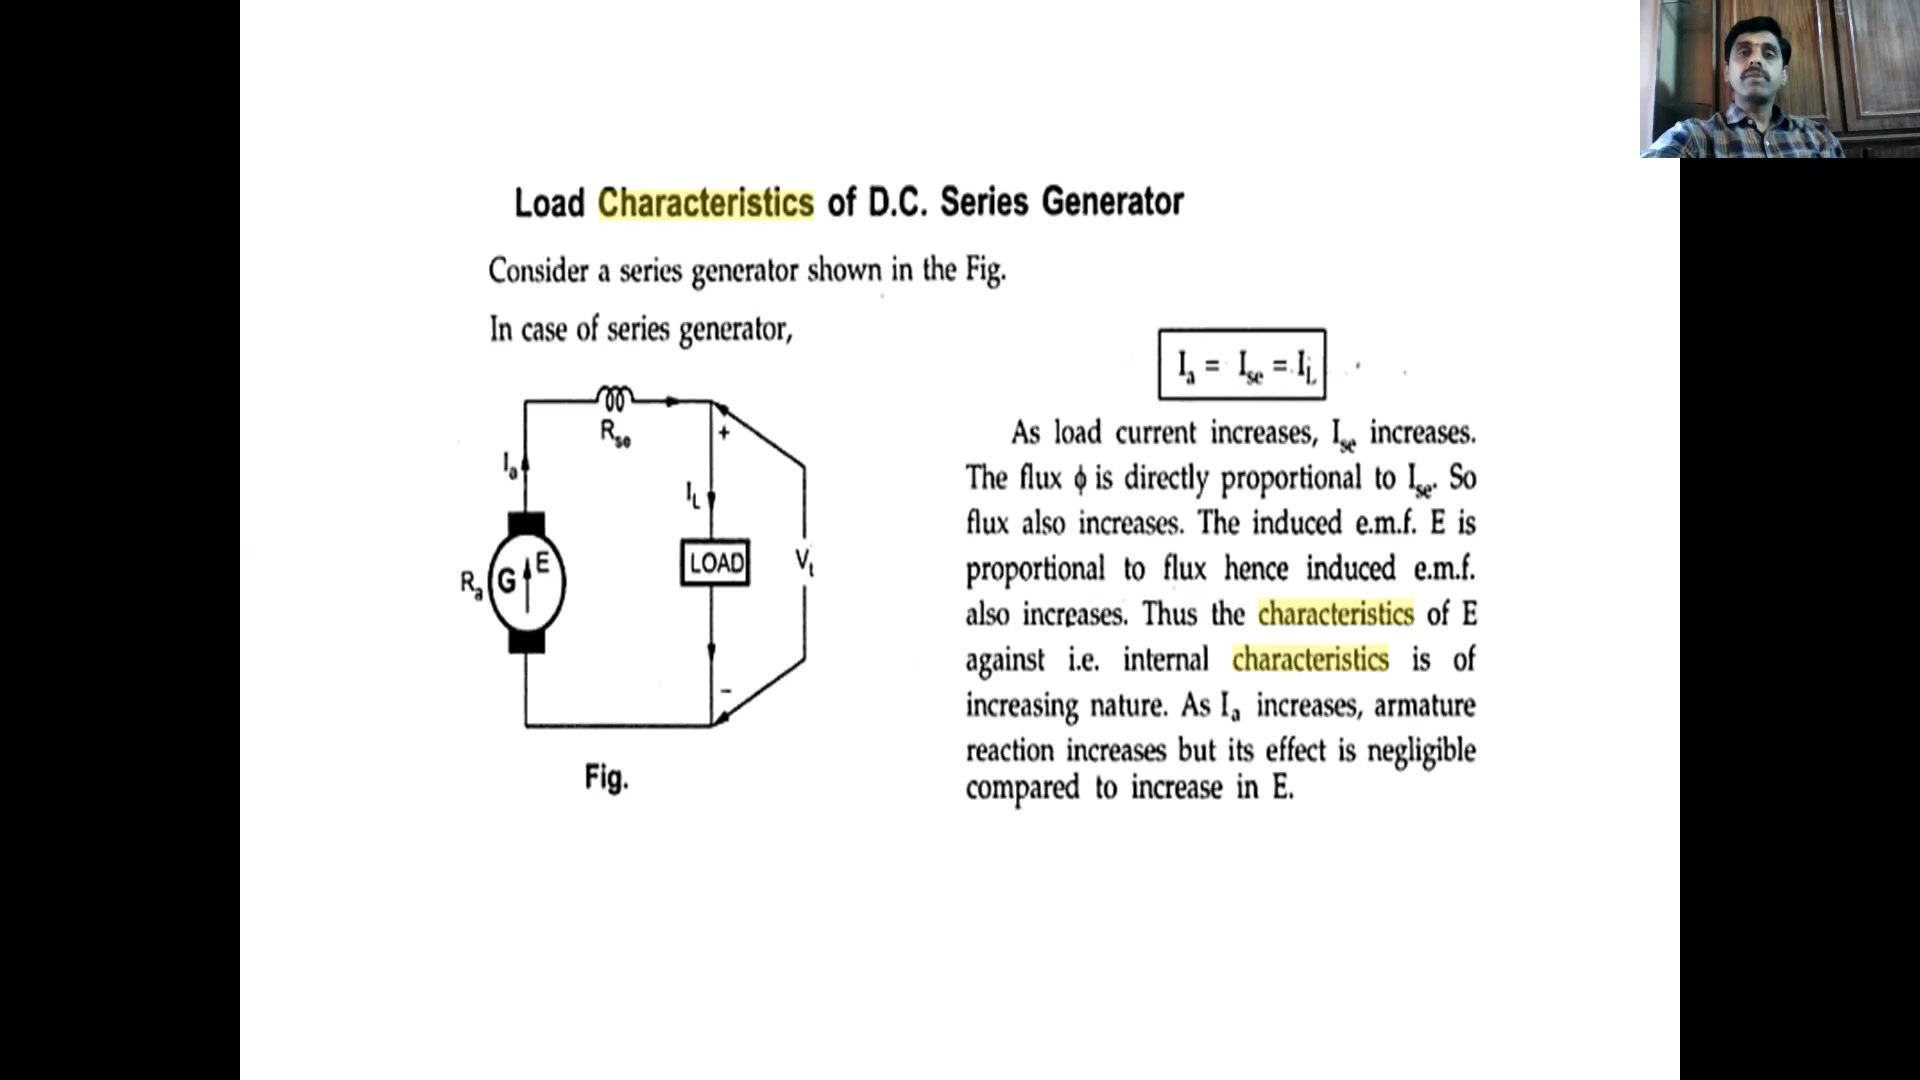 Load Characteristics of D.C. Series Generator
Consider a series generator shown in the Fig.
In case of series generator,
Ia = Ise = IL
Rse
+
Ia
IL
E
G
Ra
LOAD
Vt
–
Fig.
As load current increases, Ise increases.
The flux ϕ is directly proportional to Ise. So
flux also increases. The induced e.m.f. E is
proportional to flux hence induced e.m.f.
also increases. Thus the characteristics of E
against i.e. internal characteristics is of
increasing nature. As Ia increases, armature
reaction increases but its effect is negligible
compared to increase in E.